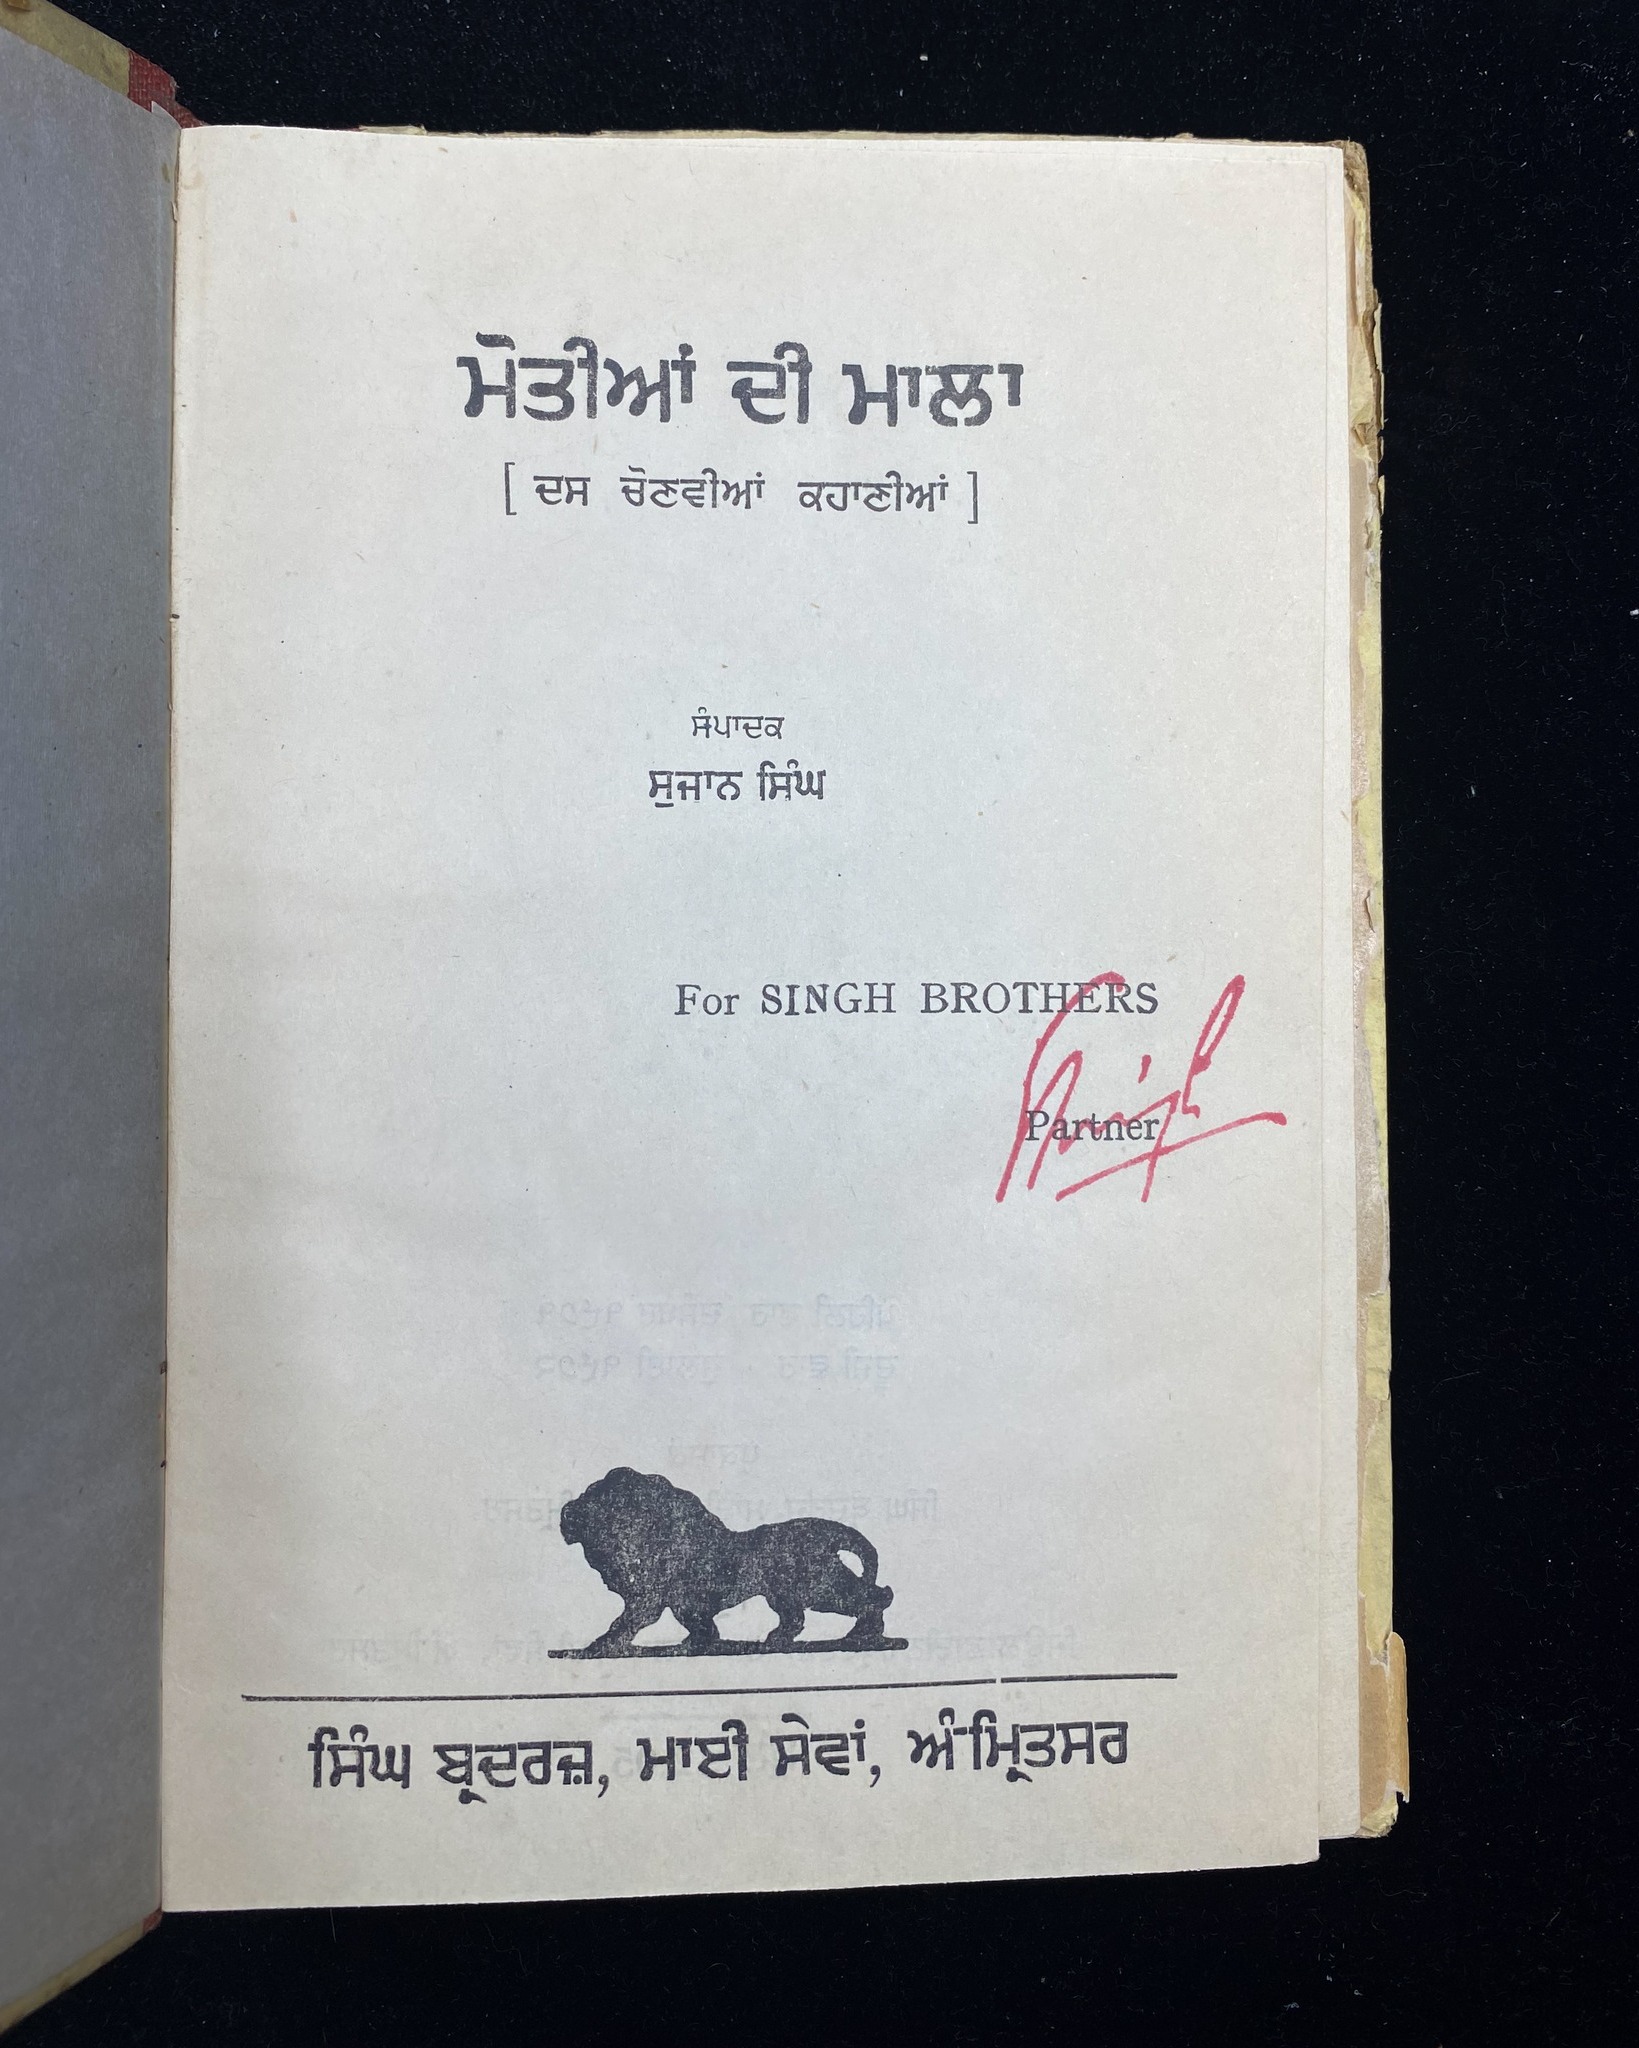 ਮੋਤੀਆਂ ਦੀ ਮਾਲਾ
[ ਦਸ ਚੋਣਵੀਆਂ ਕਹਾਣੀਆਂ ]
ਸੰਪਾਦਕ
ਸੁਜਾਨ ਸਿੰਘ
For SINGH BROTHERS
Partner
ਸਿੰਘ ਬ੍ਰਦਰਜ਼, ਮਾਈ ਸੇਵਾਂ, ਅੰਮ੍ਰਿਤਸਰ